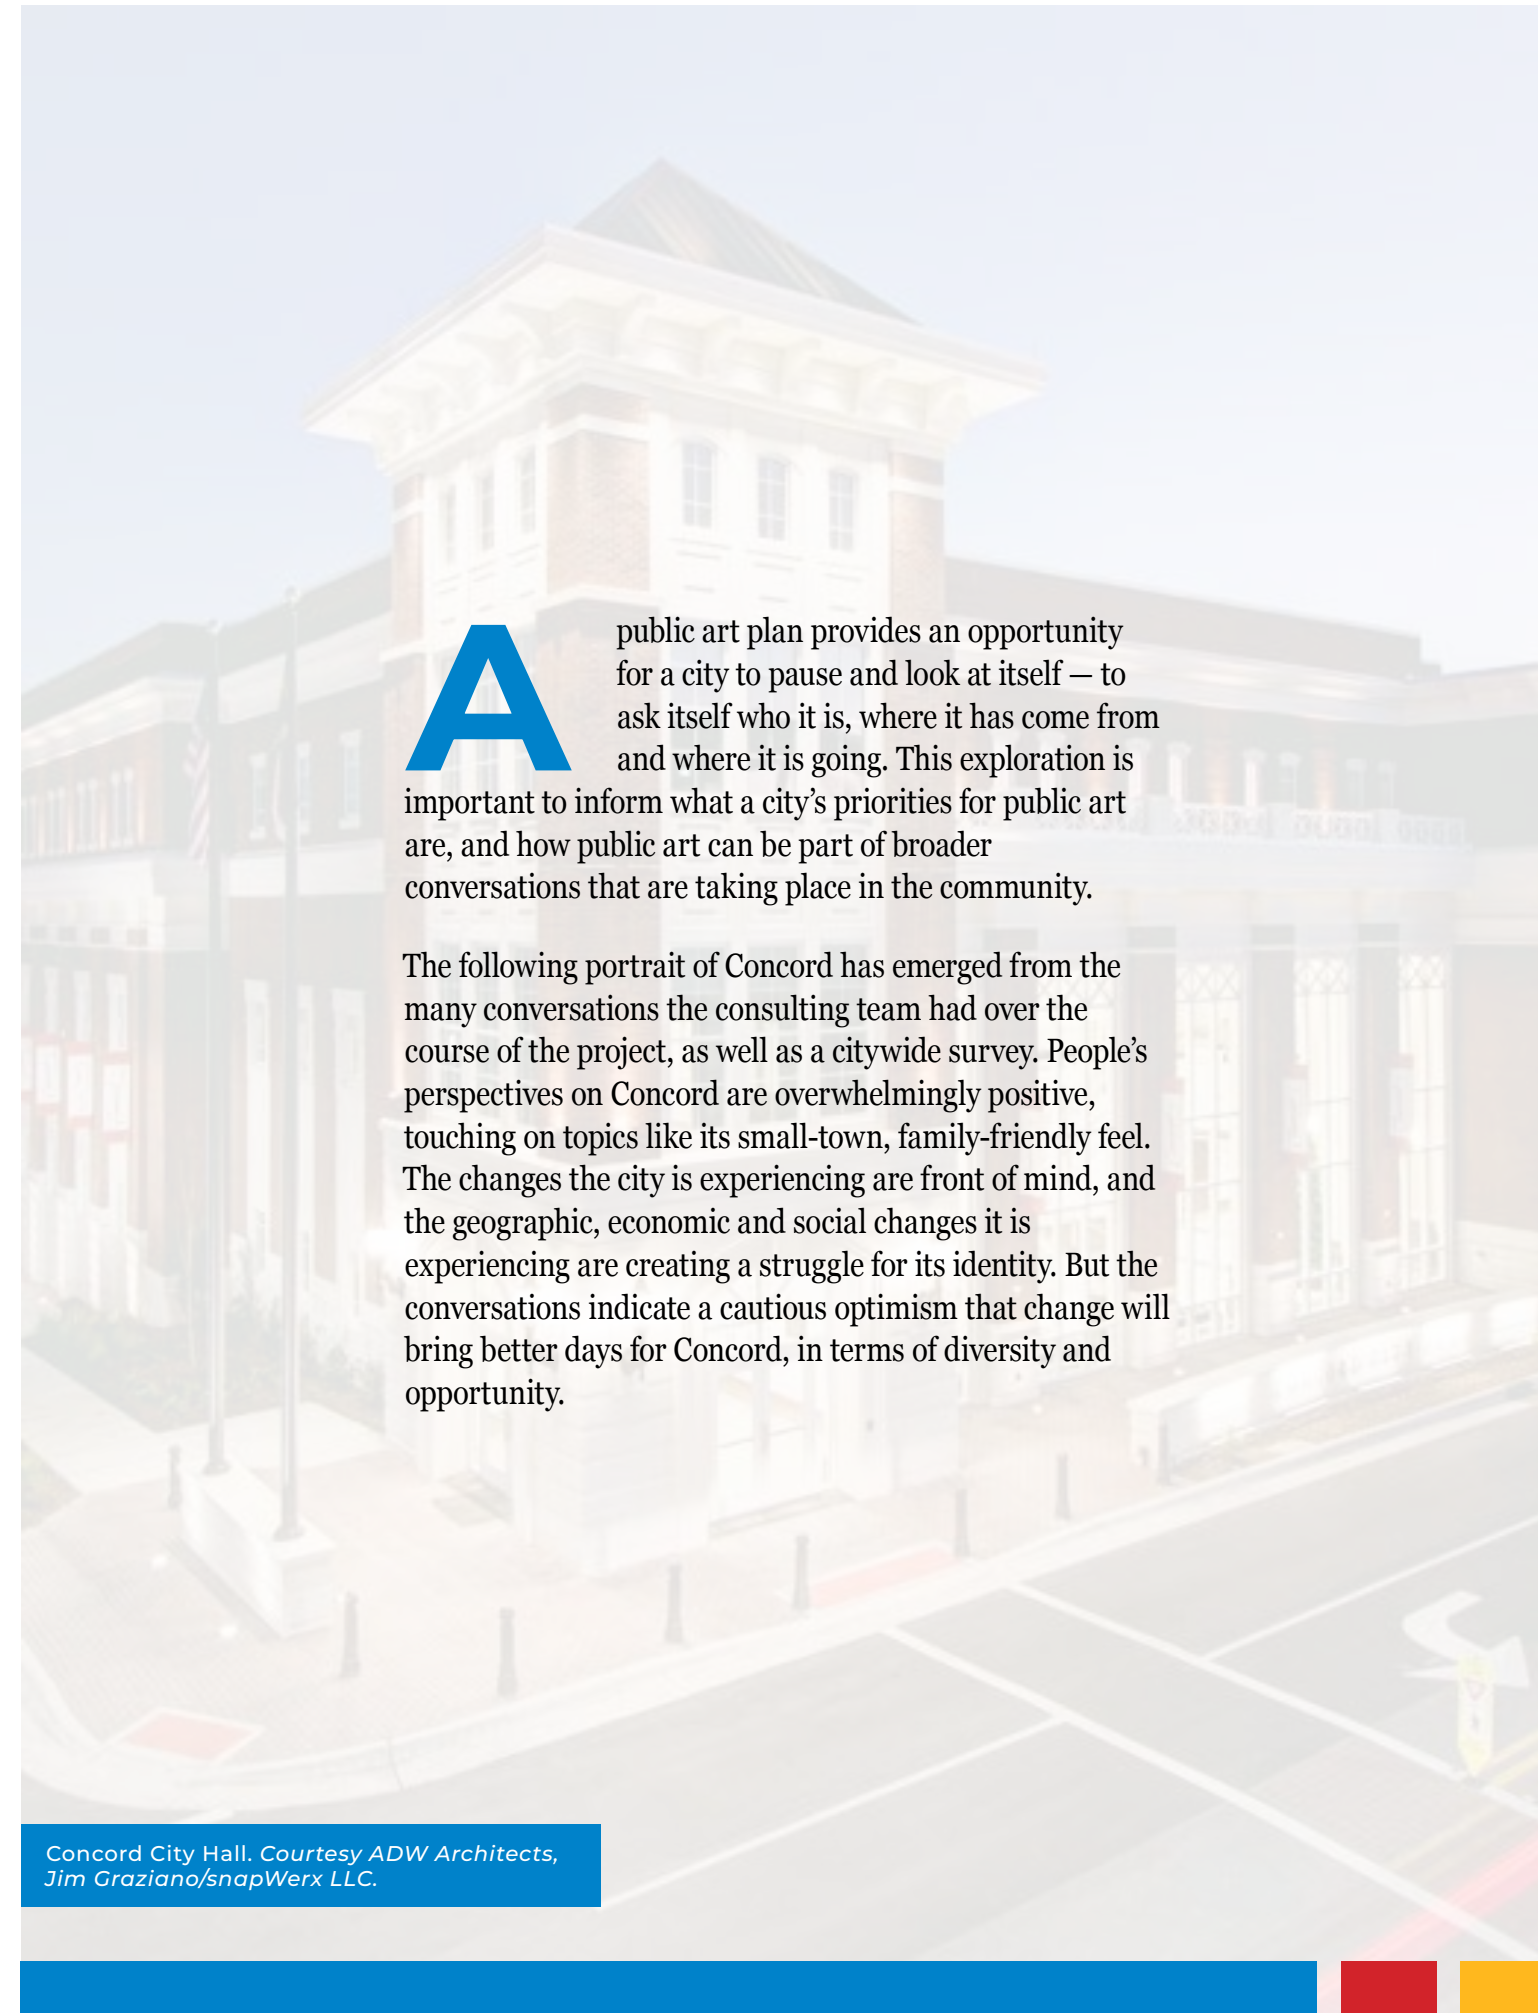 A public art plan provides an opportunity
for a city to pause and look at itself — to
ask itself who it is, where it has come from
and where it is going. This exploration is
important to inform what a city’s priorities for public art
are, and how public art can be part of broader
conversations that are taking place in the community.
The following portrait of Concord has emerged from the
many conversations the consulting team had over the
course of the project, as well as a citywide survey. People’s
perspectives on Concord are overwhelmingly positive,
touching on topics like its small-town, family-friendly feel.
The changes the city is experiencing are front of mind, and
the geographic, economic and social changes it is
experiencing are creating a struggle for its identity. But the
conversations indicate a cautious optimism that change will
bring better days for Concord, in terms of diversity and
opportunity.
Concord City Hall. Courtesy ADW Architects,
Jim Graziano/snapWerx LLC.